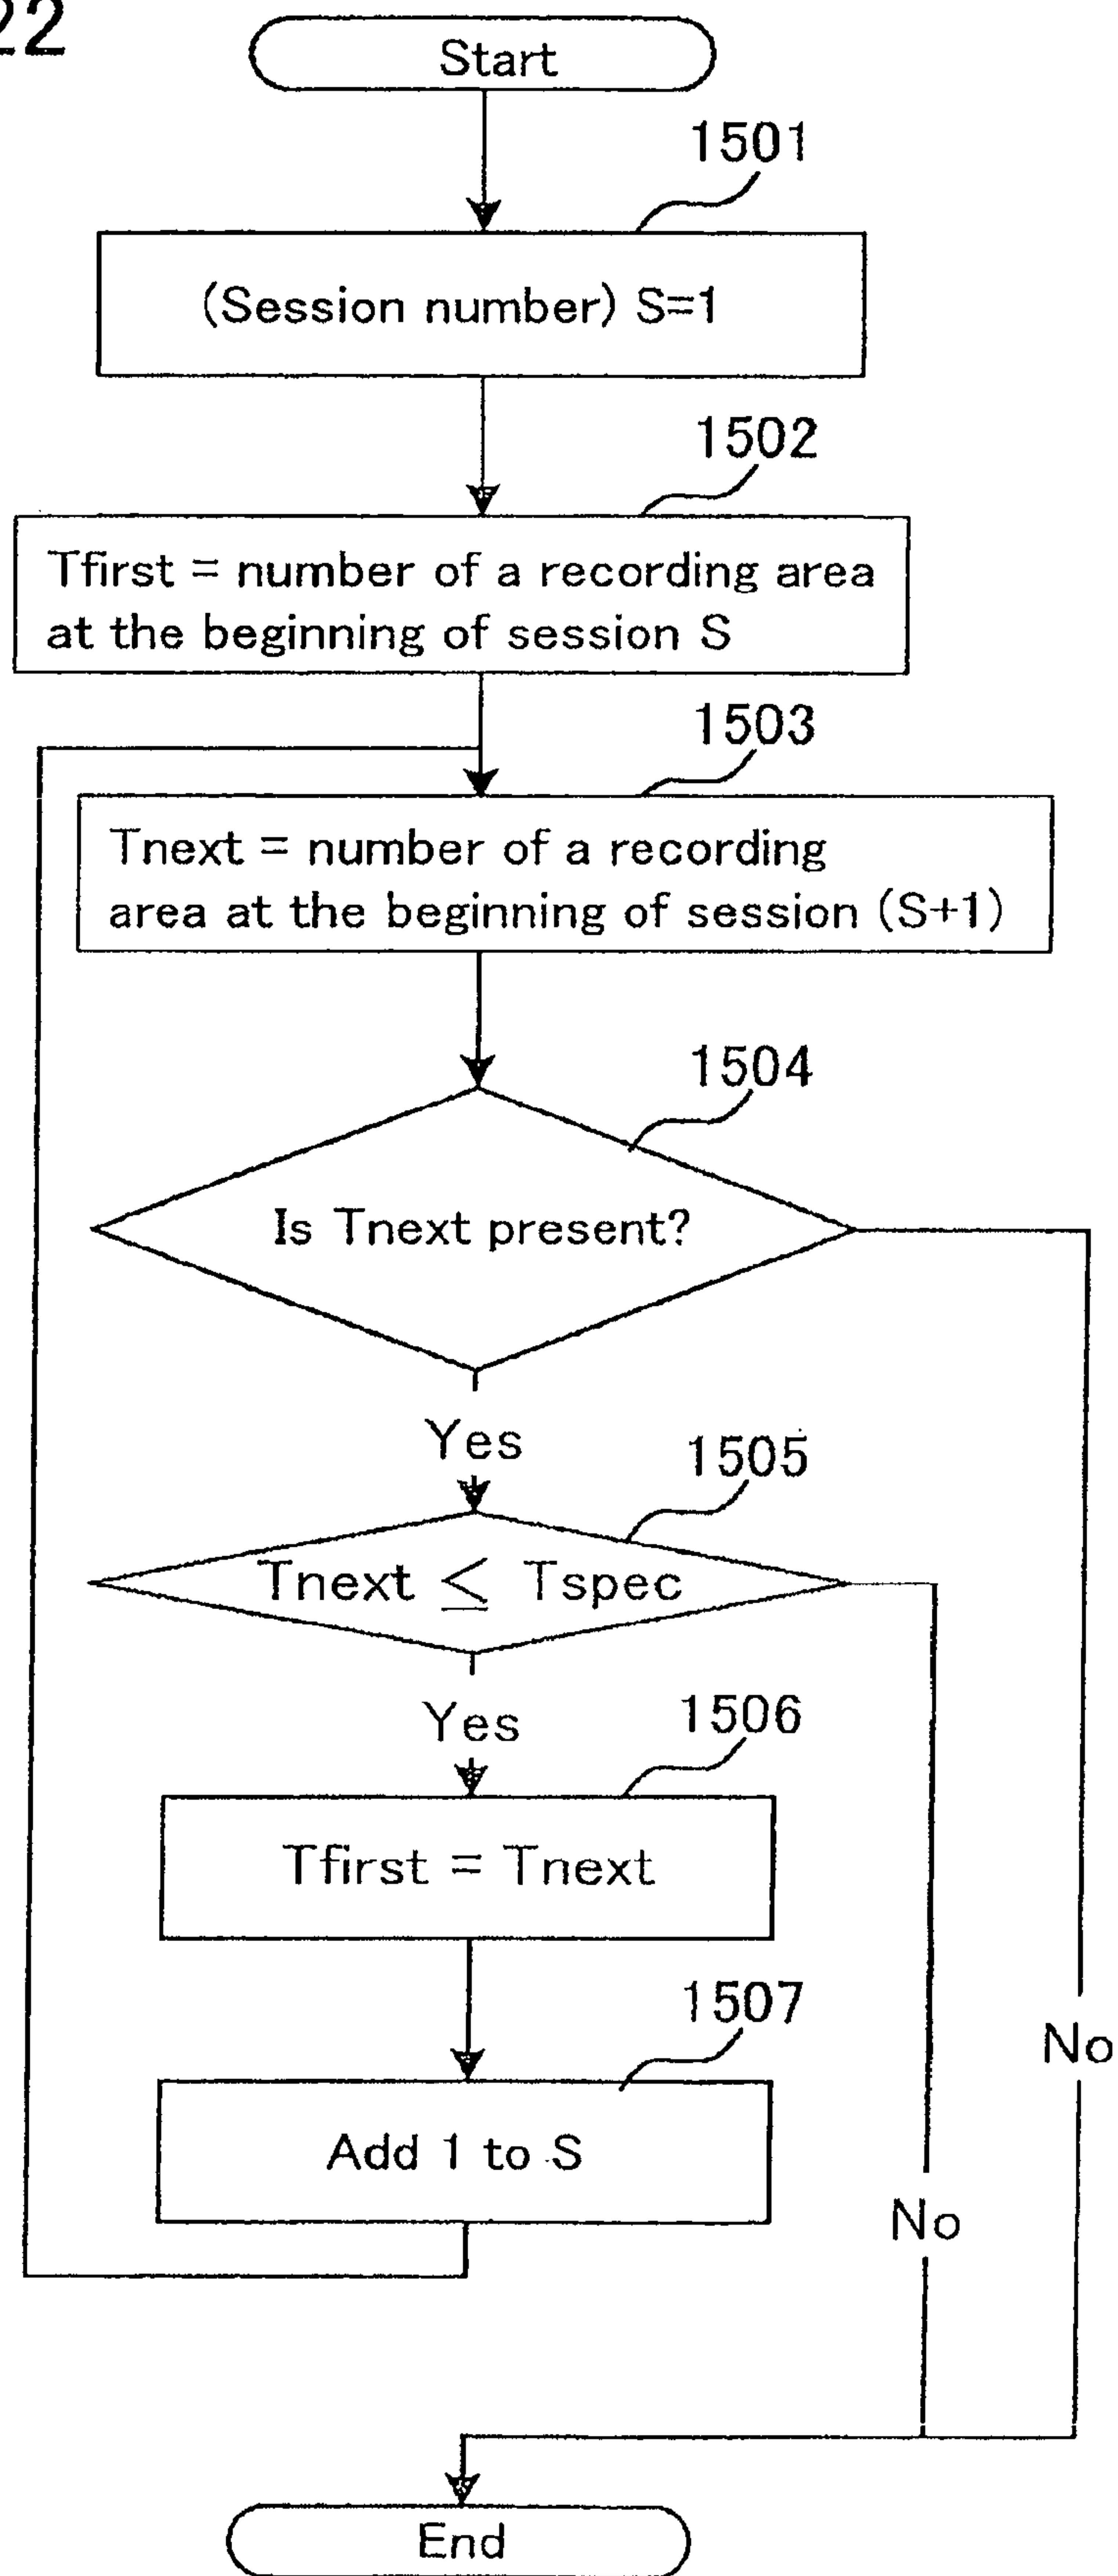 22
Start
1501
(Session number) S=1
1502
Tfirst = number of a recording area
at the beginning of session S
1503
Tnext = number of a recording
area at the beginning of session (S+1)
1504
Is Tnext present?
Yes
1505
Tnext ≤ Tspec
Yes
1506
Tfirst = Tnext
1507
Add 1 to S
No
No
End